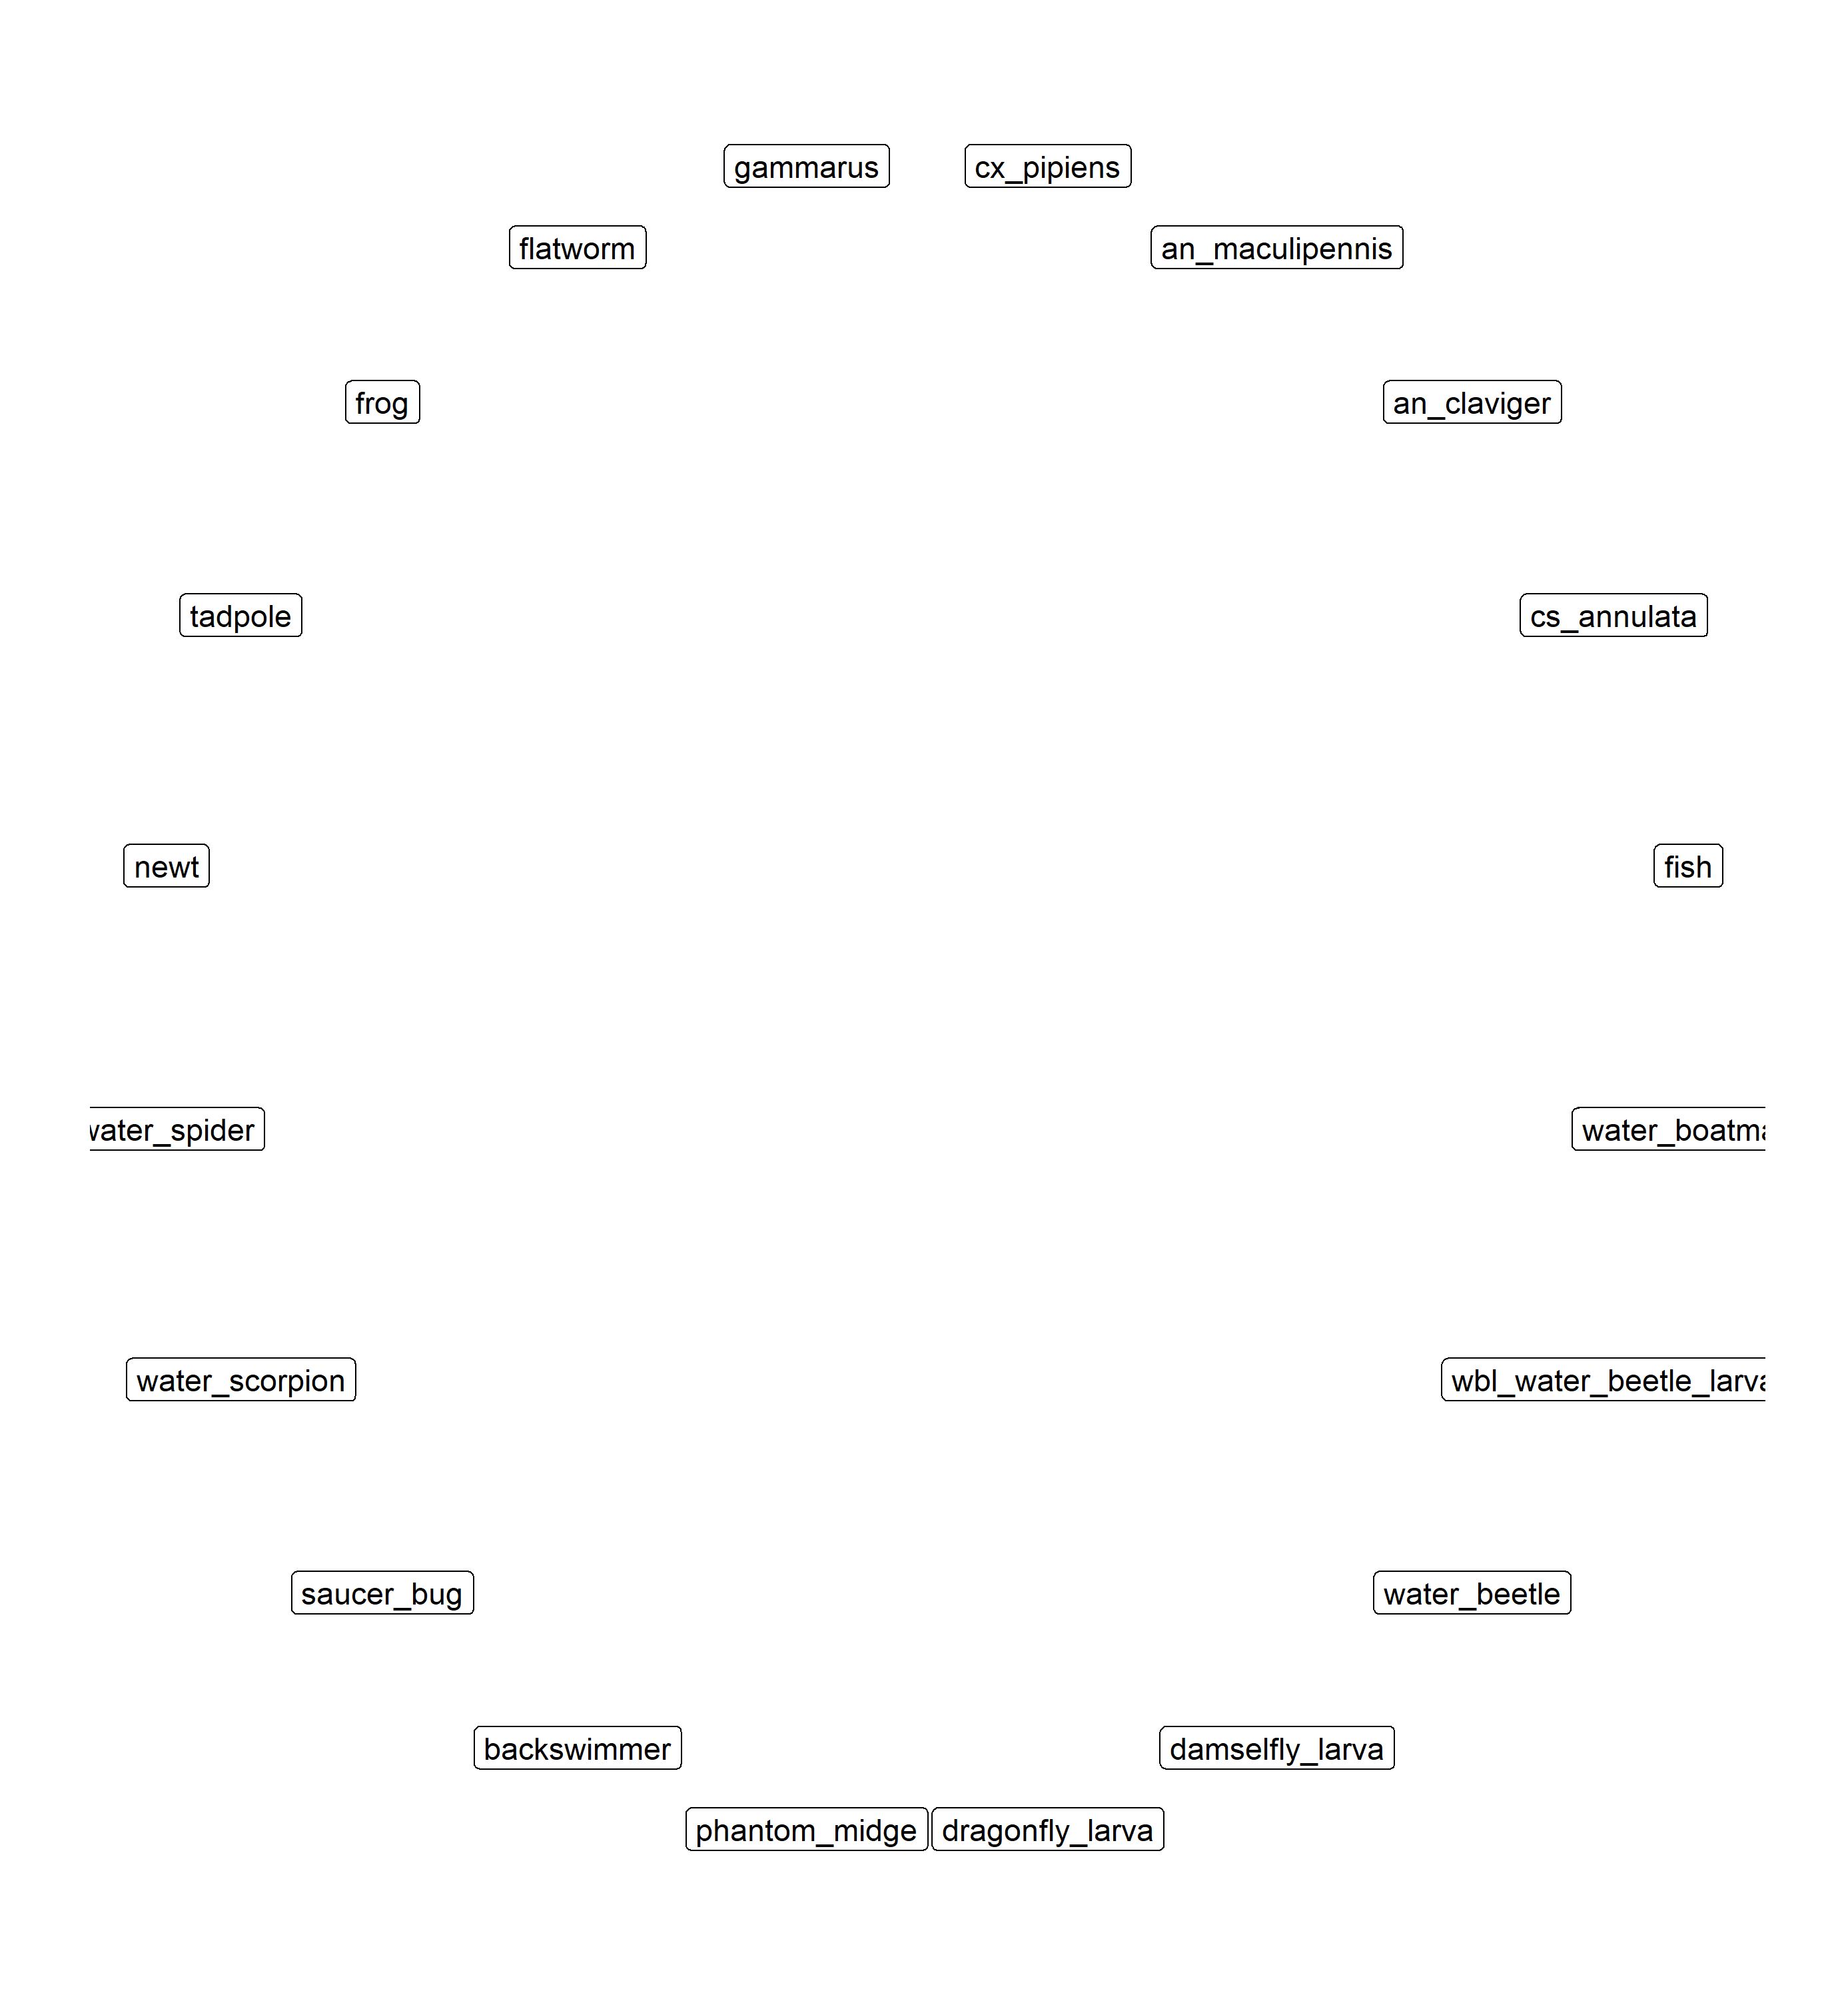 gammarus
cx_pipiens
flatworm
an_maculipennis
frog
an_claviger
tadpole
cs_annulata
newt
fish
water_spider
water_boatma
water_scorpion
wbl_water_beetle_larva
saucer_bug
water_beetle
backswimmer
damselfly_larva
phantom_midge
dragonfly_larva